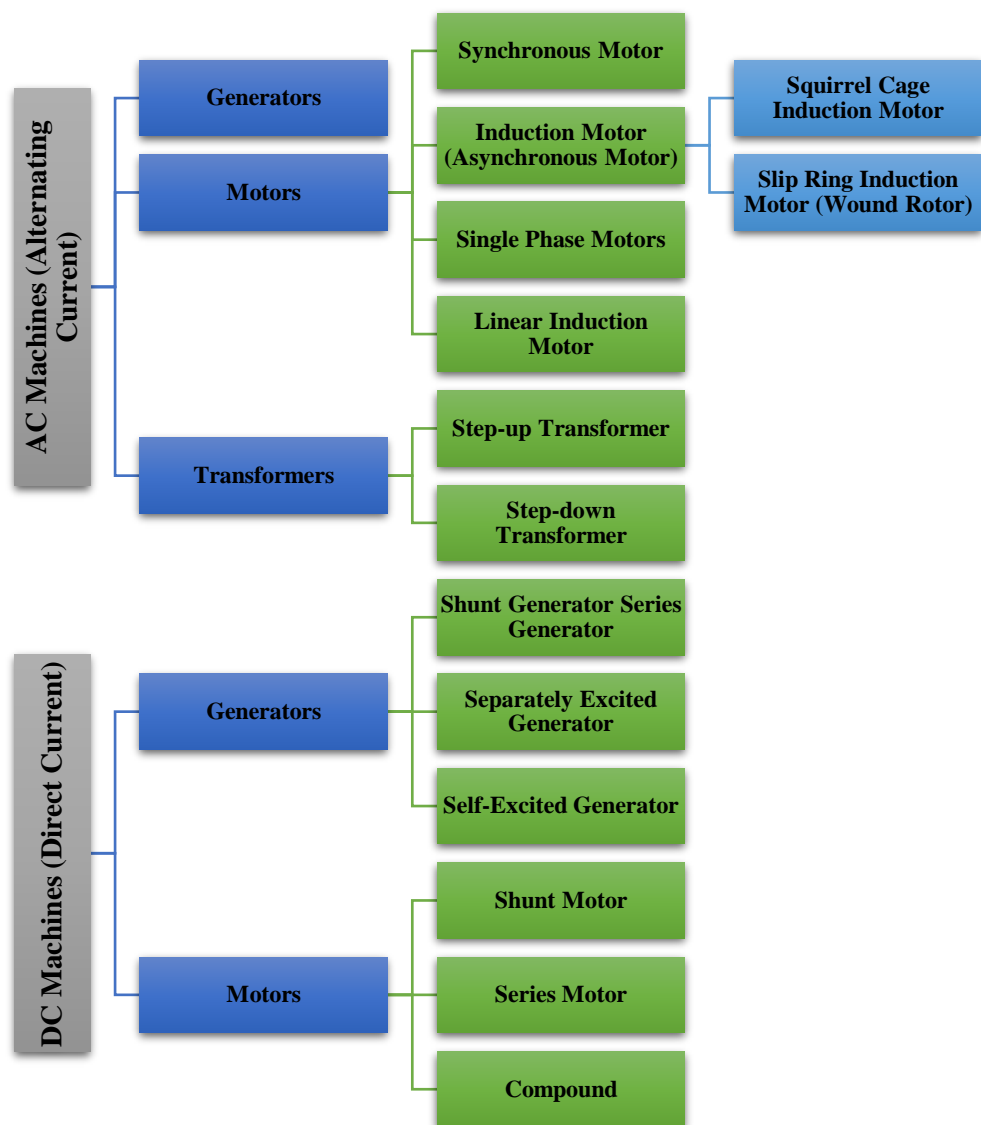 AC Machines (Alternating
Current)
Generators
Motors
Synchronous Motor
Induction Motor
(Asynchronous Motor)
Squirrel Cage
Induction Motor
Slip Ring Induction
Motor (Wound Rotor)
Single Phase Motors
Linear Induction
Motor
Transformers
Step-up Transformer
Step-down
Transformer
DC Machines (Direct Current)
Generators
Shunt Generator Series
Generator
Separately Excited
Generator
Self-Excited Generator
Motors
Shunt Motor
Series Motor
Compound